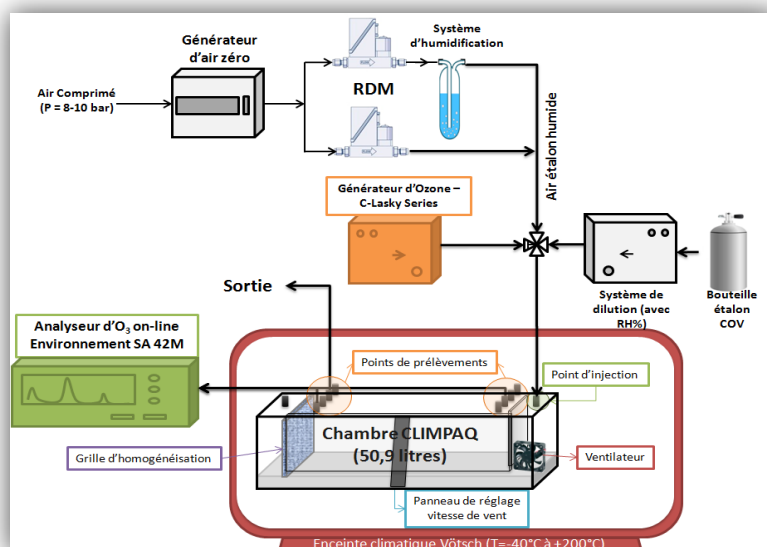 Générateur
d'air zéro
Système
d'humidification
Air Comprimé
(P = 8-10 bar)
RDM
Air étalon humide
Générateur d'Ozone –
C-Lasky Series
Sortie
Système de
dilution (avec
RH%)
Bouteille
étalon
COV
Analyseur d'O3 on-line
Environnement SA 42M
Points de prélèvements
Point d'injection
Chambre CLIMPAQ
(50,9 litres)
Grille d'homogénéisation
Ventilateur
Panneau de réglage
vitesse de vent
Enceinte climatique Vötsch (T=-40°C à +200°C)